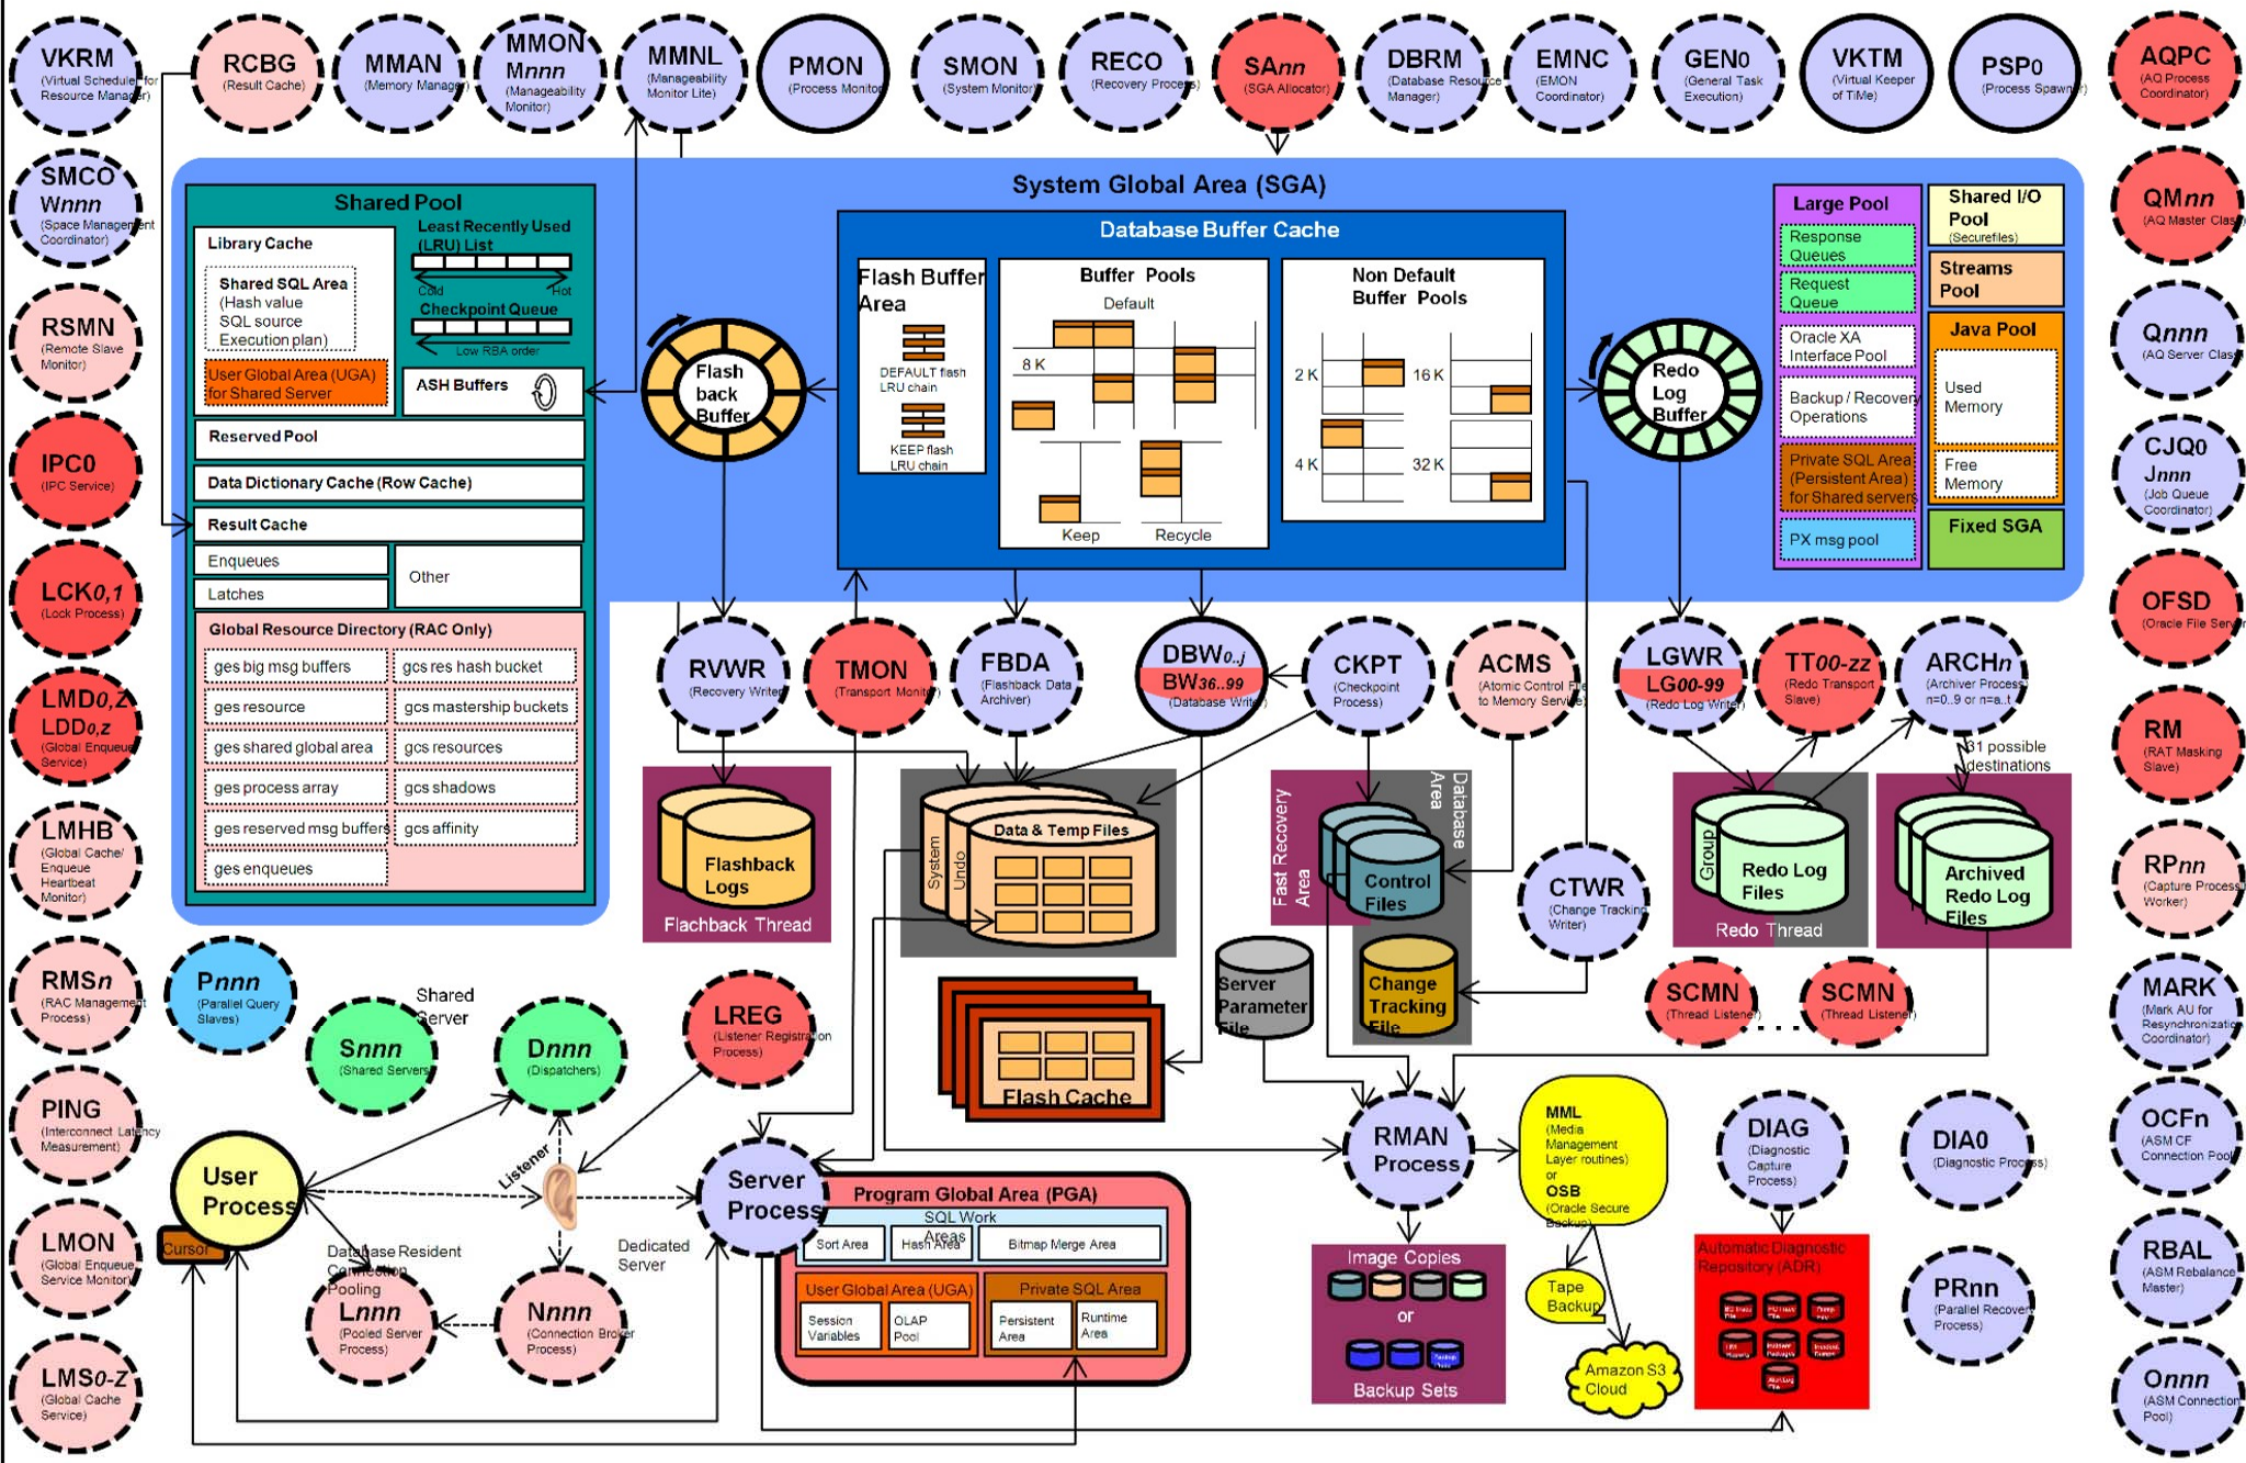 VKRM
(Virtual Scheduler for
Resource Manager)
RCBG
(Result Cache)
MMAN
(Memory Manager)
MMON
Mnnn
(Manageability
Monitor)
MMNL
(Manageability
Monitor Lite)
PMON
(Process Monitor)
SMON
(System Monitor)
RECO
(Recovery Process)
SAnn
(SGA Allocator)
DBRM
(Database Resource
Manager)
EMNC
(EMON
Coordinator)
GEN0
(General Task
Execution)
VKTM
(Virtual Keeper
of TiMe)
PSP0
(Process Spawner)
AQPC
(AQ Process
Coordinator)
SMCO
Wnnn
(Space Management
Coordinator)
RSMN
(Remote Slave
Monitor)
IPC0
(IPC Service)
LCK0,1
(Lock Process)
LMD0,Z
LDD0,Z
(Global Enqueue
Service)
LMHB
(Global Cache/
Enqueue
Heartbeat
Monitor)
RMSn
(RAC Management
Process)
PING
(Interconnect Latency
Measurement)
LMON
(Global Enqueue
Service Monitor)
LMS0-Z
(Global Cache
Service)
System Global Area (SGA)
Shared Pool
Library Cache
Shared SQL Area
(Hash value
SQL source
Execution plan)
User Global Area (UGA)
for Shared Server
Least Recently Used
(LRU) List
Cold
Hot
Checkpoint Queue
Low RBA order
ASH Buffers
Reserved Pool
Data Dictionary Cache (Row Cache)
Result Cache
Enqueues
Latches
Other
Global Resource Directory (RAC Only)
ges big msg buffers
gcs res hash bucket
ges resource
gcs mastership buckets
ges shared global area
gcs resources
ges process array
gcs shadows
ges reserved msg buffers
gcs affinity
ges enqueues
Flash
back
Buffer
Database Buffer Cache
Flash Buffer
Area
DEFAULT flash
LRU chain
KEEP flash
LRU chain
Buffer Pools
Default
8 K
Keep
Recycle
Non Default
Buffer Pools
2 K
16 K
4 K
32 K
Redo
Log
Buffer
Large Pool
Response
Queues
Request
Queue
Oracle XA
Interface Pool
Backup / Recovery
Operations
Private SQL Area
(Persistent Area)
for Shared servers
PX msg pool
Shared I/O
Pool
(Securefiles)
Streams
Pool
Java Pool
Used
Memory
Free
Memory
Fixed SGA
QMnn
(AQ Master Class)
Qnnn
(AQ Server Class)
CJQ0
Jnnn
(Job Queue
Coordinator)
OFSD
(Oracle File Server)
RM
(RAT Masking
Slave)
RPnn
(Capture Process
Worker)
MARK
(Mark AU for
Resynchronization
Coordinator)
OCFn
(ASM CF
Connection Pool)
RBAL
(ASM Rebalance
Master)
Onnn
(ASM Connection
Pool)
RVWR
(Recovery Writer)
TMON
(Transport Monitor)
FBDA
(Flashback Data
Archiver)
DBW0..j
BW36..99
(Database Writer)
CKPT
(Checkpoint
Process)
ACMS
(Atomic Control File
to Memory Service)
LGWR
LG00-99
(Redo Log Writer)
TT00-zz
(Redo Transport
Slave)
ARCHn
(Archiver Process)
n=0..9 or n=a..t
31 possible
destinations
Flashback
Logs
Flachback Thread
System
Undo
Data & Temp Files
Fast Recovery
Area
Database
Area
Control
Files
CTWR
(Change Tracking
Writer)
Group
Redo Log
Files
Redo Thread
Archived
Redo Log
Files
Server
Parameter
File
Change
Tracking
File
Flash Cache
SCMN
(Thread Listener)
. . . .
SCMN
(Thread Listener)
Pnnn
(Parallel Query
Slaves)
Shared
Server
Snnn
(Shared Servers)
Dnnn
(Dispatchers)
LREG
(Listener Registration
Process)
Listener
User
Process
Cursor
Database Resident
Connection
Pooling
Lnnn
(Pooled Server
Process)
Nnnn
(Connection Broker
Process)
Dedicated
Server
Server
Process
Program Global Area (PGA)
SQL Work
Areas
Sort Area
Hash Area
Bitmap Merge Area
User Global Area (UGA)
Session
Variables
OLAP
Pool
Private SQL Area
Persistent
Area
Runtime
Area
RMAN
Process
Image Copies
or
Backup Sets
MML
(Media
Management
Layer routines)
or
OSB
(Oracle Secure
Backup)
Tape
Backup
Amazon S3
Cloud
DIAG
(Diagnostic
Capture
Process)
Automatic Diagnostic
Repository (ADR)
DIA0
(Diagnostic Process)
PRnn
(Parallel Recovery
Process)